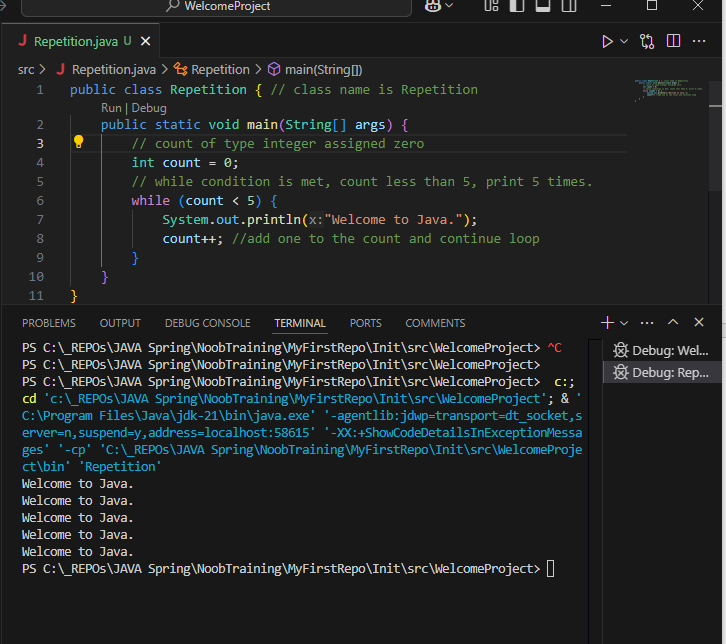 WelcomeProject
J Repetition.java U
src > J Repetition.java > Repetition > main(String[])
1 public class Repetition { // class name is Repetition
Run | Debug
2 public static void main(String[] args) {
3 // count of type integer assigned zero
4 int count = 0;
5 // while condition is met, count less than 5, print 5 times.
6 while (count < 5) {
7 System.out.println(x:"Welcome to Java.");
8 count++; //add one to the count and continue loop
9 }
10 }
11 }
PROBLEMS OUTPUT DEBUG CONSOLE TERMINAL PORTS COMMENTS
PS C:\_REPOs\JAVA Spring\NoobTraining\MyFirstRepo\Init\src\WelcomeProject> ^C
Debug: Wel...
PS C:\_REPOs\JAVA Spring\NoobTraining\MyFirstRepo\Init\src\WelcomeProject>
Debug: Rep...
PS C:\_REPOs\JAVA Spring\NoobTraining\MyFirstRepo\Init\src\WelcomeProject> c:;
cd 'c:\_REPOs\JAVA Spring\NoobTraining\MyFirstRepo\Init\src\WelcomeProject'; & '
C:\Program Files\Java\jdk-21\bin\java.exe' '-agentlib:jdwp=transport=dt_socket,s
erver=n,suspend=y,address=localhost:58615' '-XX:+ShowCodeDetailsInExceptionMessa
ges' '-cp' 'C:\_REPOs\JAVA Spring\NoobTraining\MyFirstRepo\Init\src\WelcomeProje
ct\bin' 'Repetition'
Welcome to Java.
Welcome to Java.
Welcome to Java.
Welcome to Java.
Welcome to Java.
PS C:\_REPOs\JAVA Spring\NoobTraining\MyFirstRepo\Init\src\WelcomeProject>